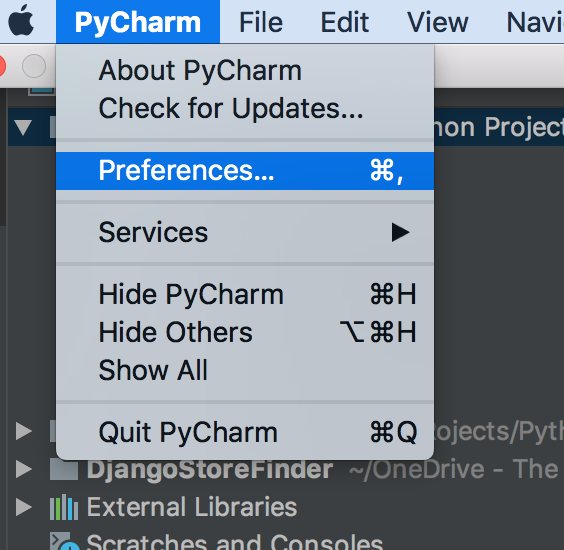 PyCharm File Edit View Navi
About PyCharm
Check for Updates...
non Project
Preferences... ⌘,
Services ▶
Hide PyCharm ⌘H
Hide Others ⌥⌘H
Show All
Quit PyCharm ⌘Q
ojects/Pyth
DjangoStoreFinder ~/OneDrive - The
External Libraries
Scratches and Consoles